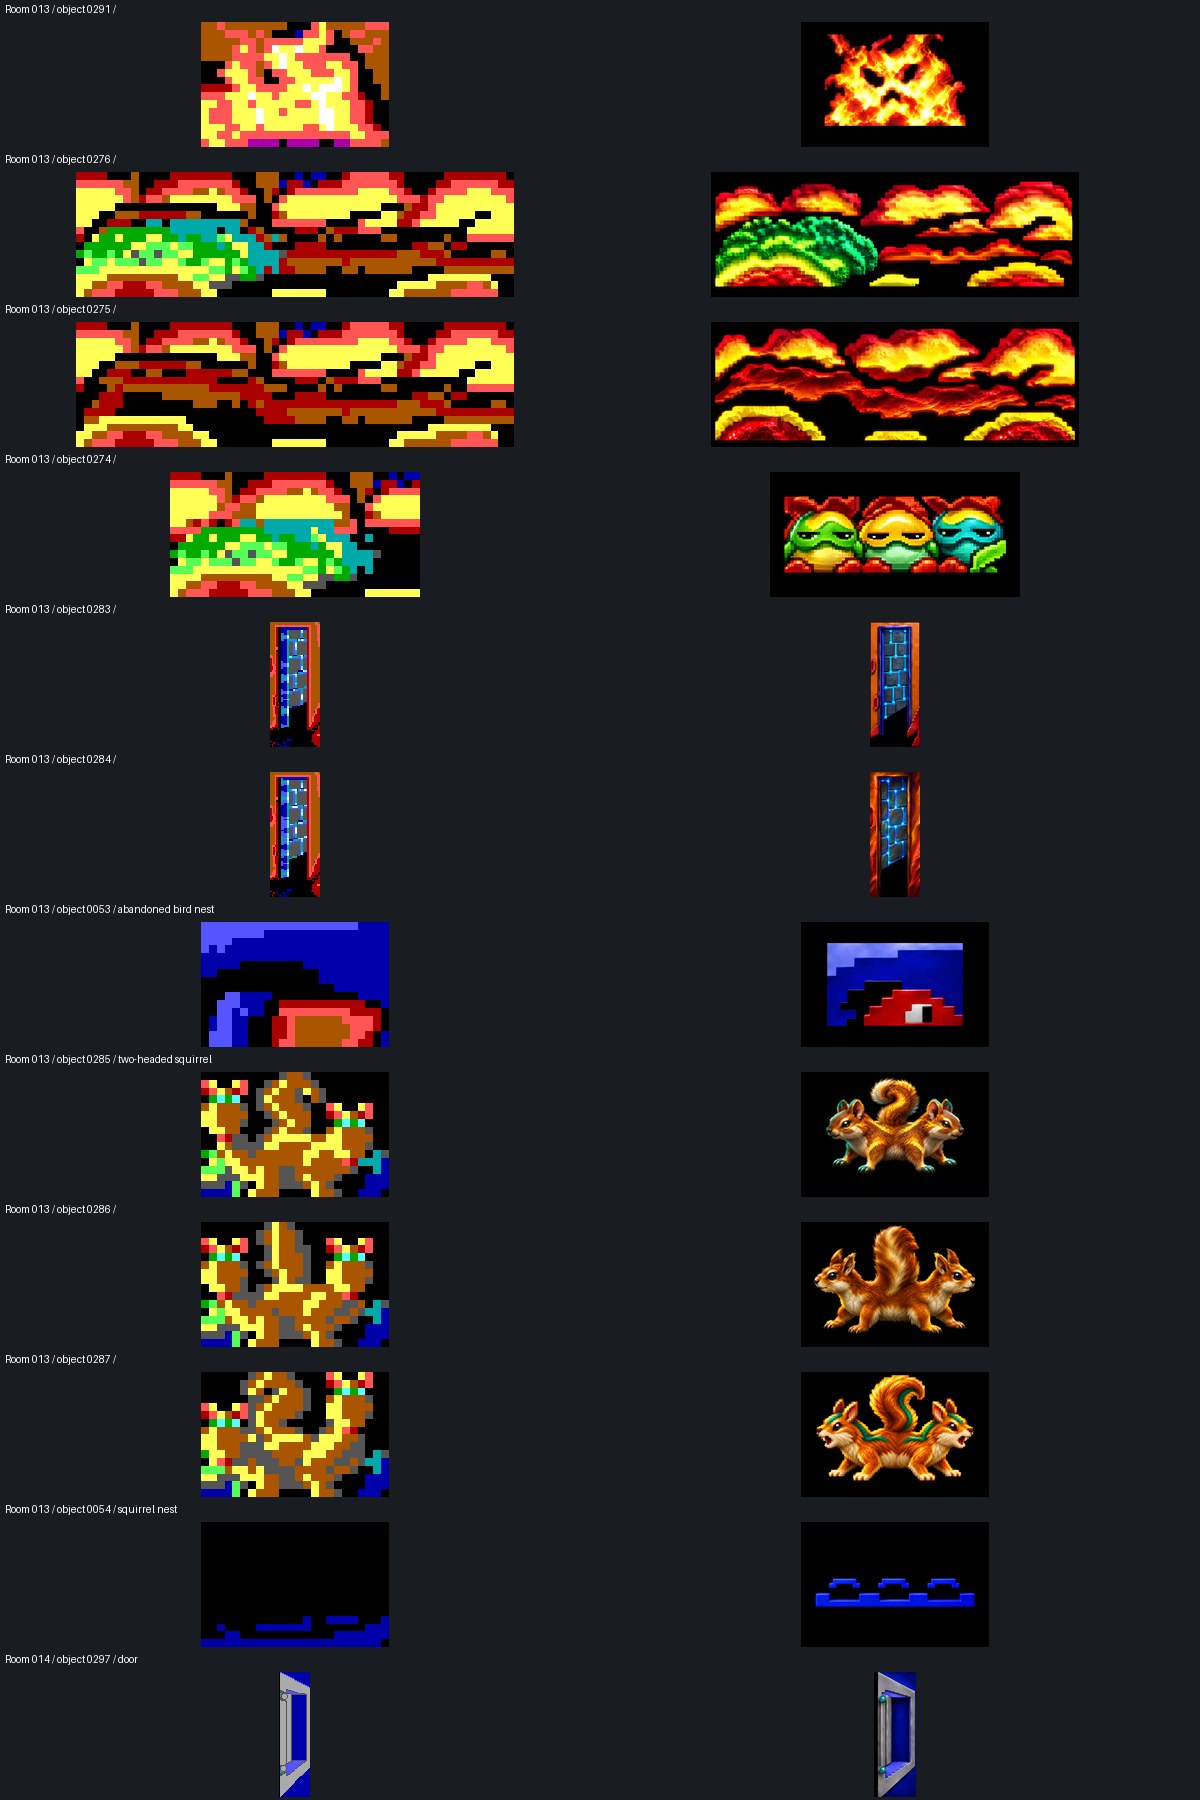 Room 013 / object 0291 /
Room 013 / object 0276 /
Room 013 / object 0275 /
Room 013 / object 0274 /
Room 013 / object 0283 /
Room 013 / object 0284 /
Room 013 / object 0053 / abandoned bird nest
Room 013 / object 0285 / two-headed squirrel
Room 013 / object 0286 /
Room 013 / object 0287 /
Room 013 / object 0054 / squirrel nest
Room 014 / object 0297 / door